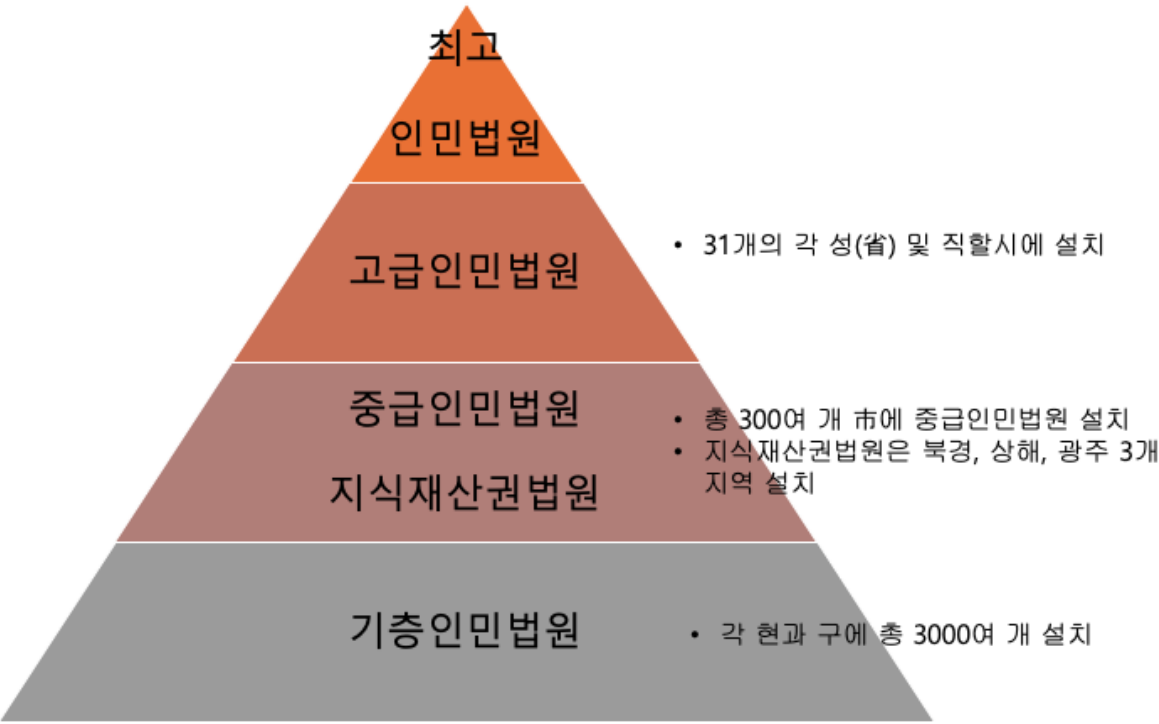 최고
인민법원
고급인민법원
• 31개의 각 성(省) 및 직할시에 설치
중급인민법원
지식재산권법원
• 총 300여 개 市에 중급인민법원 설치
• 지식재산권법원은 북경, 상해, 광주 3개
지역 설치
기층인민법원
• 각 현과 구에 총 3000여 개 설치